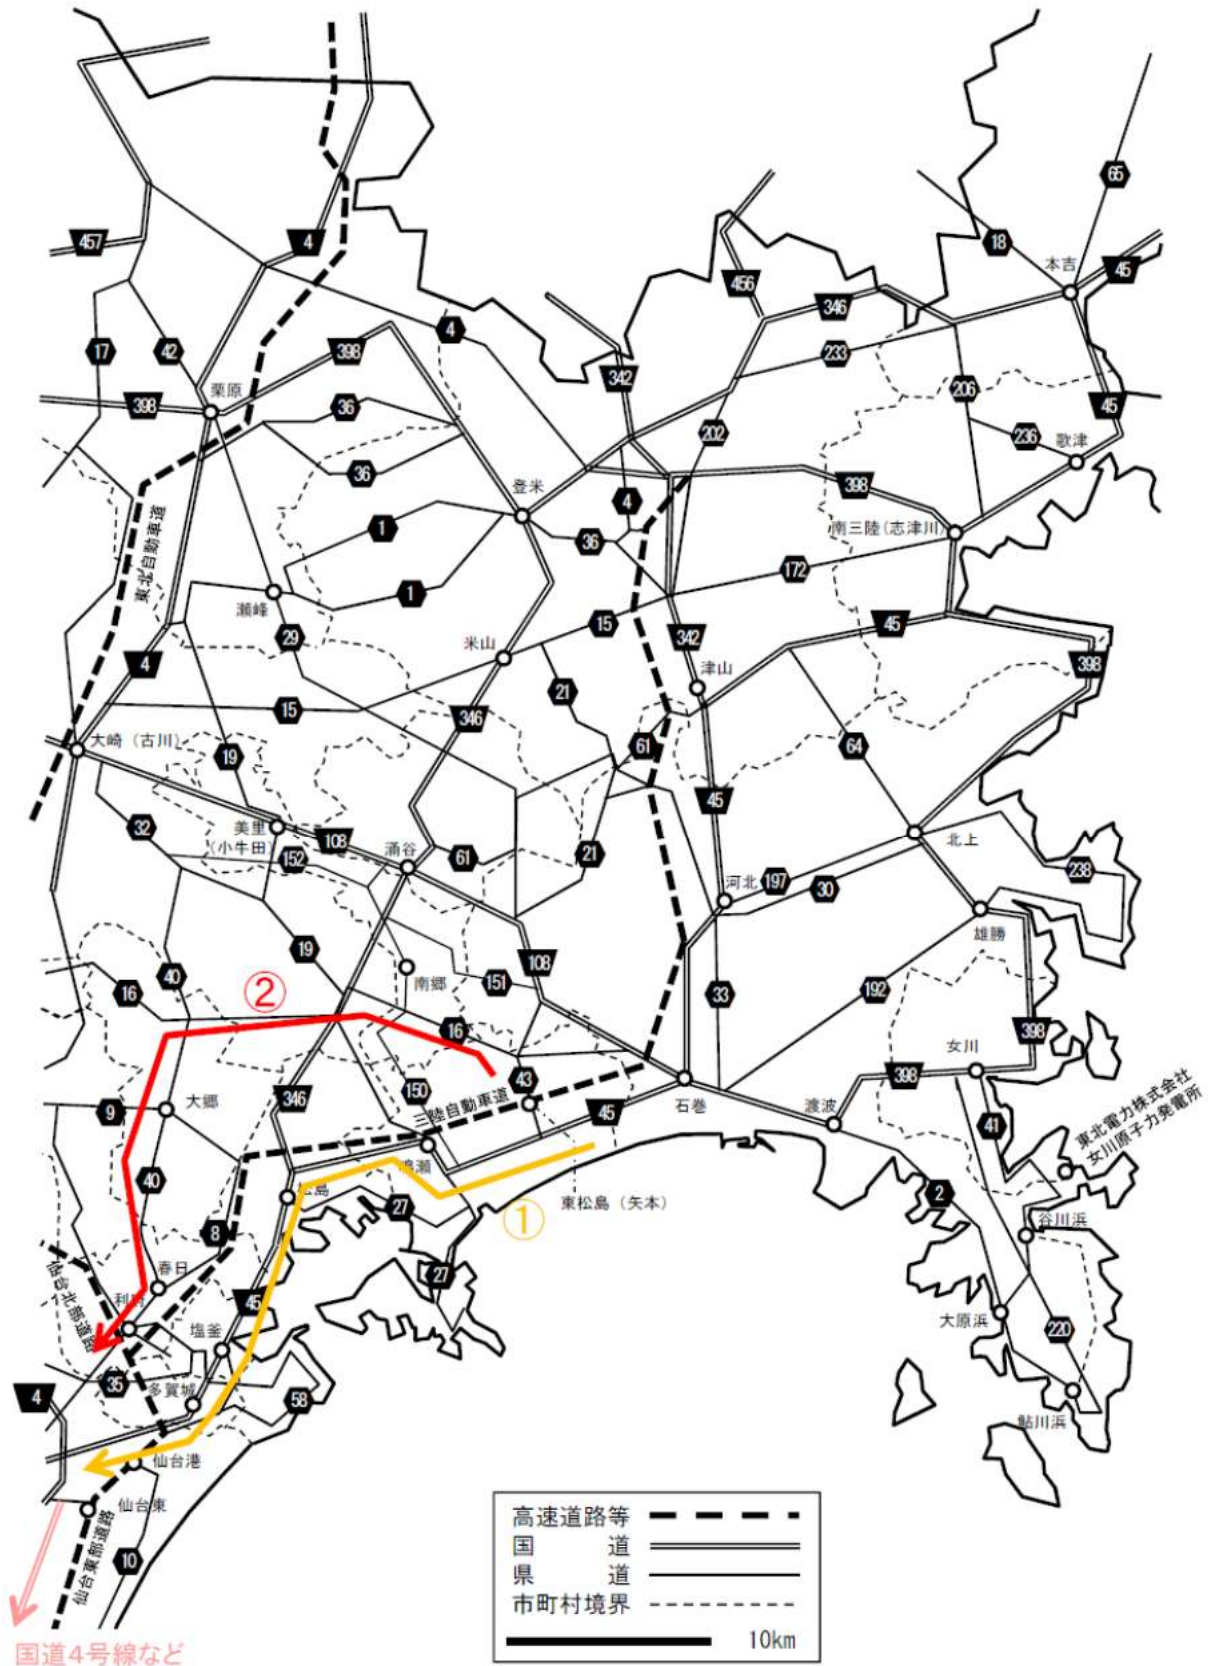 65
457
4
18
本吉
45
456
346
17
42
398
4
342
233
栗原
398
36
206
45
202
236
歌津
36
登米
4
398
東北自動車道
1
36
南三陸(志津川)
172
瀬峰
1
29
米山
15
342
45
4
津山
398
21
15
346
大崎(古川)
19
61
64
45
32
美里
(小牛田)
108
152
涌谷
61
21
北上
河北
197
30
238
雄勝
19
108
40
16
②
南郷
151
33
192
16
398
女川
398
9
大郷
346
150
43
三陸自動車道
45
石巻
渡波
41
東北電力株式会社
女川原子力発電所
鳴瀬
40
松島
27
①
東松島(矢本)
2
8
谷川浜
仙台北部道路
春日
27
利府
45
塩釜
大原浜
220
35
4
多賀城
58
鮎川浜
仙台港
仙台東
仙台東部道路
10
高速道路等
国道
県道
市町村境界
10km
国道4号線など